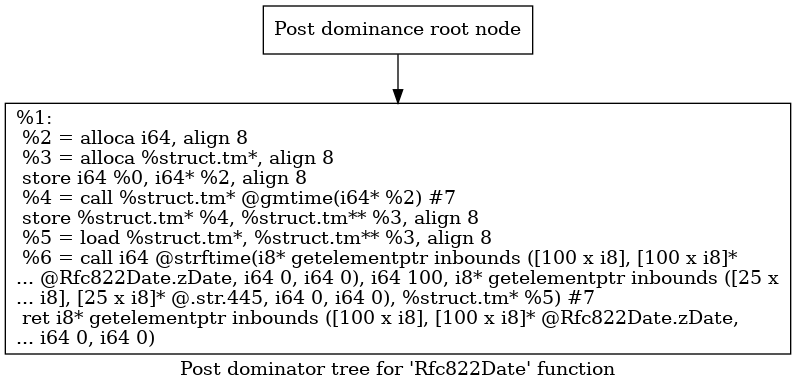 Post dominance root node
%1:
%2 = alloca i64, align 8
%3 = alloca %struct.tm*, align 8
store i64 %0, i64* %2, align 8
%4 = call %struct.tm* @gmtime(i64* %2) #7
store %struct.tm* %4, %struct.tm** %3, align 8
%5 = load %struct.tm*, %struct.tm** %3, align 8
%6 = call i64 @strftime(i8* getelementptr inbounds ([100 x i8], [100 x i8]*
... @Rfc822Date.zDate, i64 0, i64 0), i64 100, i8* getelementptr inbounds ([25 x
... i8], [25 x i8]* @.str.445, i64 0, i64 0), %struct.tm* %5) #7
ret i8* getelementptr inbounds ([100 x i8], [100 x i8]* @Rfc822Date.zDate,
... i64 0, i64 0)
Post dominator tree for 'Rfc822Date' function